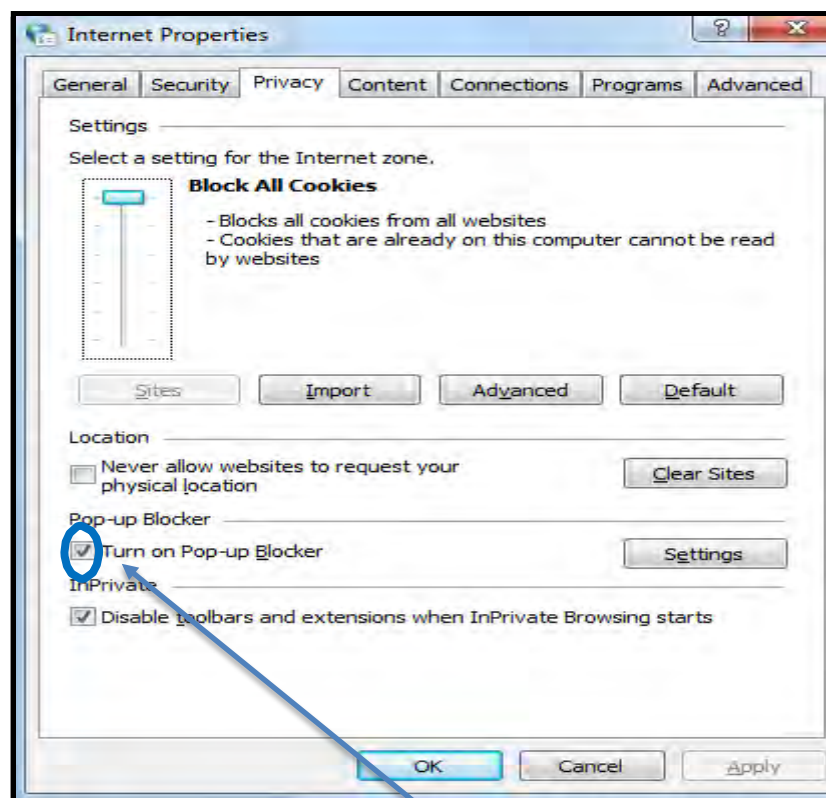 Internet Properties
General Security Privacy Content Connections Programs Advanced
Settings
Select a setting for the Internet zone.
Block All Cookies
- Blocks all cookies from all websites
- Cookies that are already on this computer cannot be read
by websites
Sites Import Advanced Default
Location
Never allow websites to request your
physical location
Clear Sites
Pop-up Blocker
Turn on Pop-up Blocker
Settings
InPrivate
Disable toolbars and extensions when InPrivate Browsing starts
OK Cancel Apply